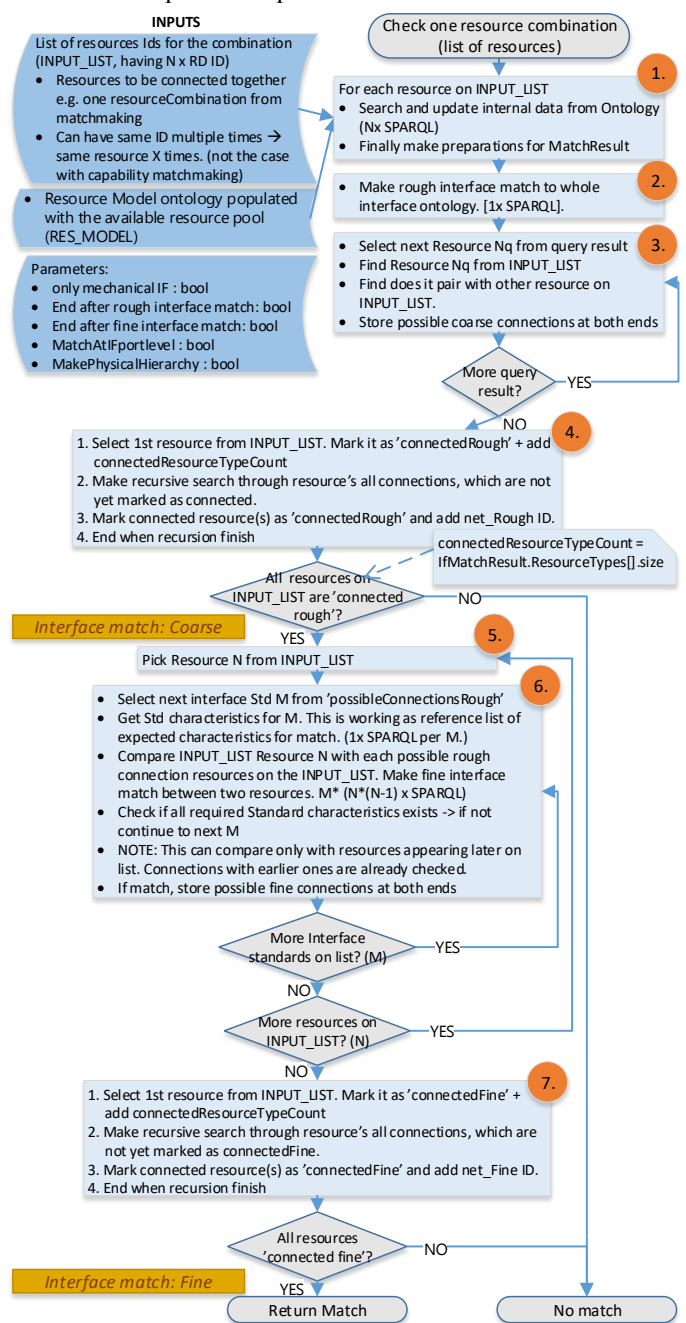 INPUTS
List of resources Ids for the combination
(INPUT_LIST, having N x RD ID)
• Resources to be connected together
e.g. one resourceCombination from
matchmaking
• Can have same ID multiple times →
same resource X times. (not the case
with capability matchmaking)
• Resource Model ontology populated
with the available resource pool
(RES_MODEL)
Parameters:
• only mechanical IF : bool
• End after rough interface match: bool
• End after fine interface match: bool
• MatchAtIFportlevel : bool
• MakePhysicalHierarchy : bool
Check one resource combination
(list of resources)
1.
For each resource on INPUT_LIST
• Search and update internal data from Ontology
(Nx SPARQL)
• Finally make preparations for MatchResult
2.
• Make rough interface match to whole
interface ontology. [1x SPARQL].
3.
• Select next Resource Nq from query result
• Find Resource Nq from INPUT_LIST
• Find does it pair with other resource on
INPUT_LIST.
• Store possible coarse connections at both ends
More query
result?
YES
NO
4.
1. Select 1st resource from INPUT_LIST. Mark it as 'connectedRough' + add
connectedResourceTypeCount
2. Make recursive search through resource's all connections, which are not
yet marked as connected.
3. Mark connected resource(s) as 'connectedRough' and add net_Rough ID.
4. End when recursion finish
connectedResourceTypeCount =
IfMatchResult.ResourceTypes[].size
All resources on
INPUT_LIST are 'connected
rough'?
NO
Interface match: Coarse
YES
5.
Pick Resource N from INPUT_LIST
6.
• Select next interface Std M from 'possibleConnectionsRough'
• Get Std characteristics for M. This is working as reference list of
expected characteristics for match. (1x SPARQL per M.)
• Compare INPUT_LIST Resource N with each possible rough
connection resources on the INPUT_LIST. Make fine interface
match between two resources. M* (N*(N-1) x SPARQL)
• Check if all required Standard characteristics exists -> if not
continue to next M
• NOTE: This can compare only with resources appearing later on
list. Connections with earlier ones are already checked.
• If match, store possible fine connections at both ends
More Interface
standards on list? (M)
YES
NO
More resources on
INPUT_LIST? (N)
YES
NO
7.
1. Select 1st resource from INPUT_LIST. Mark it as 'connectedFine' +
add connectedResourceTypeCount
2. Make recursive search through resource's all connections, which are
not yet marked as connectedFine.
3. Mark connected resource(s) as 'connectedFine' and add net_Fine ID.
4. End when recursion finish
All resources
'connected fine'?
NO
Interface match: Fine
YES
Return Match
No match